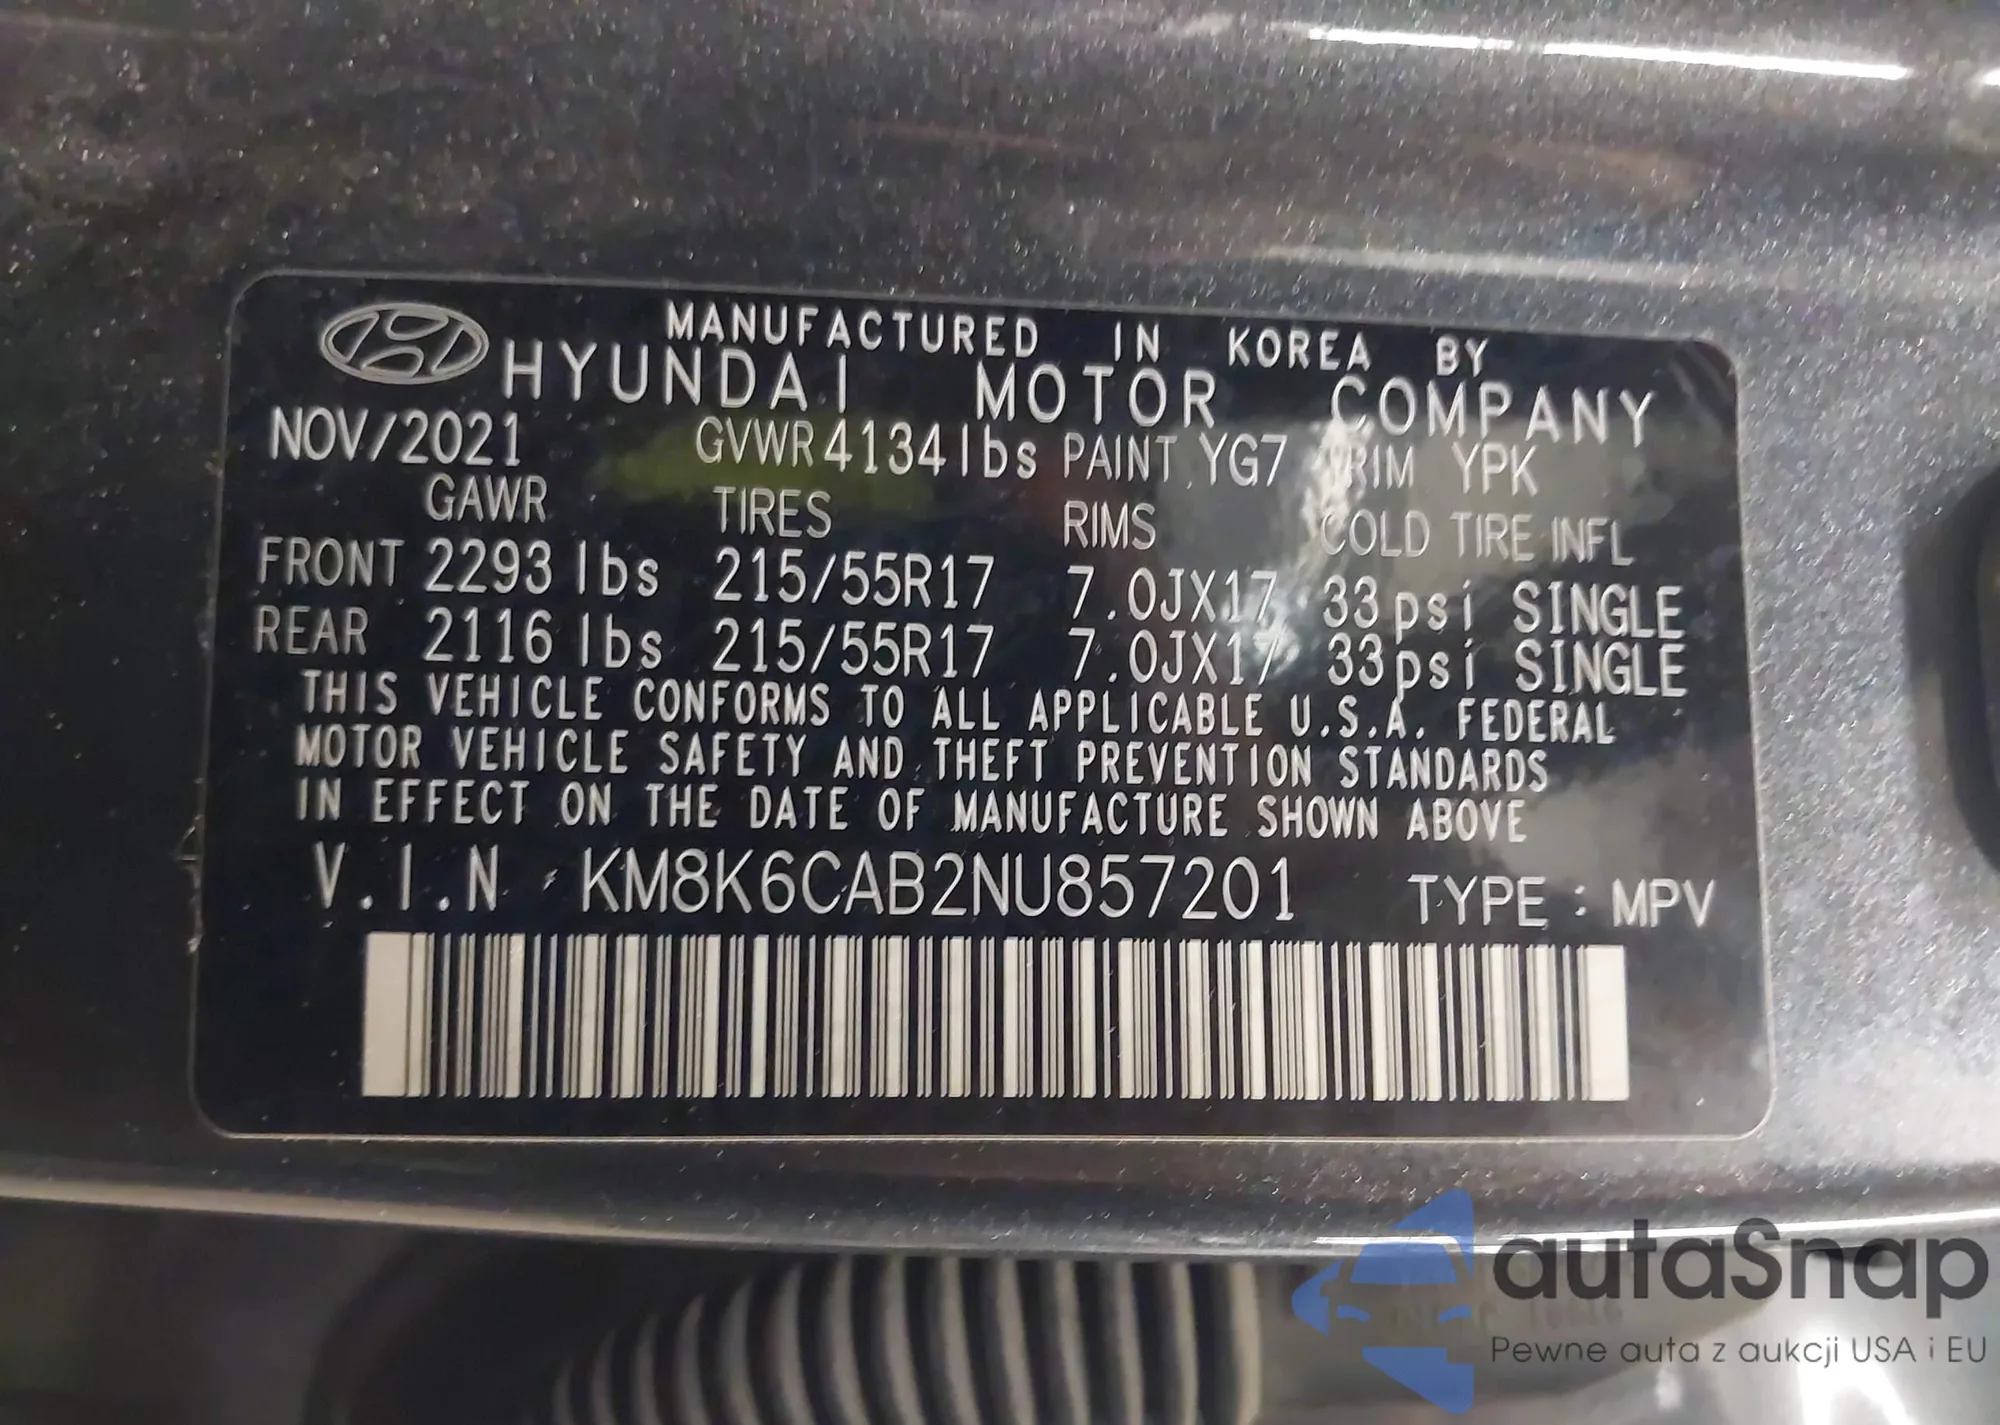 MANUFACTURED IN KOREA BY
HYUNDAI MOTOR COMPANY
NOV/2021 GVWR 4134lbs PAINT YG7 TRIM YPK
GAWR TIRES RIMS COLD TIRE INFL
FRONT 2293 lbs 215/55R17 7.0JX17 33psi SINGLE
REAR 2116 lbs 215/55R17 7.0JX17 33psi SINGLE
THIS VEHICLE CONFORMS TO ALL APPLICABLE U.S.A. FEDERAL
MOTOR VEHICLE SAFETY AND THEFT PREVENTION STANDARDS
IN EFFECT ON THE DATE OF MANUFACTURE SHOWN ABOVE
V.I.N : KM8K6CAB2NU857201 TYPE : MPV
autaSnap
Pewne auta z aukcji USA i EU